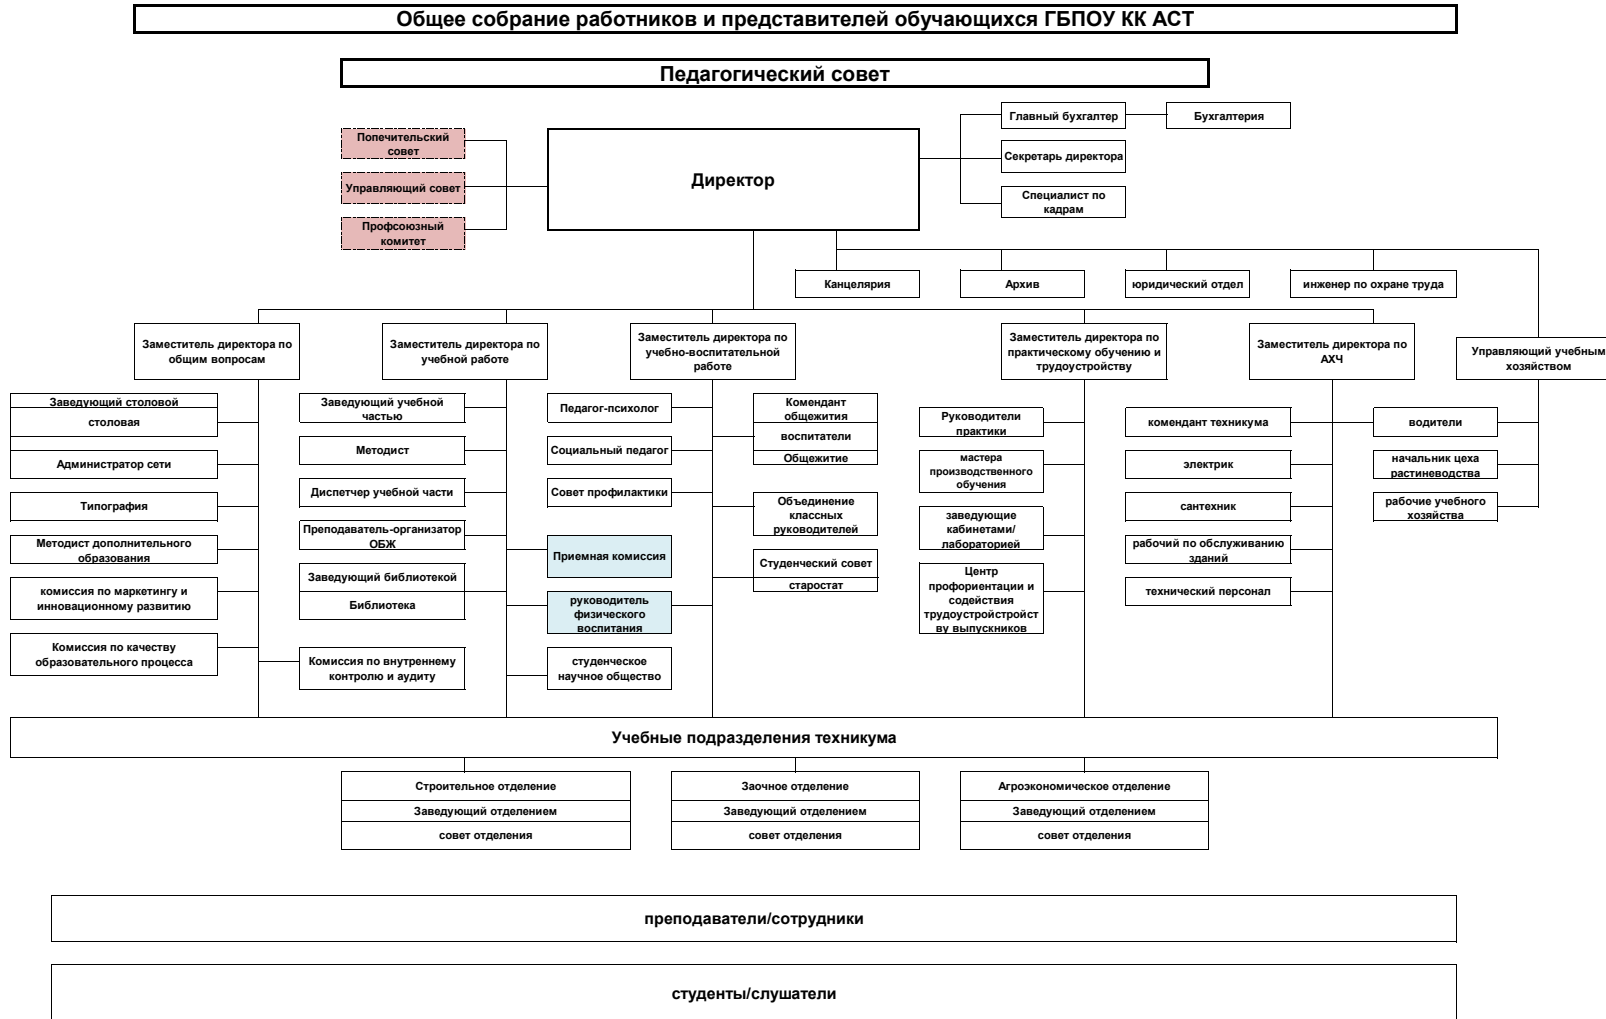 Общее собрание работников и представителей обучающихся ГБПОУ КК АСТ
Педагогический совет
Главный бухгалтер
Бухгалтерия
Попечительский
совет
Секретарь директора
Директор
Управляющий совет
Специалист по
кадрам
Профсоюзный
комитет
Канцелярия
Архив
юридический отдел
инженер по охране труда
Заместитель директора по
общим вопросам
Заместитель директора по
учебной работе
Заместитель директора по
учебно-воспитательной
работе
Заместитель директора по
практическому обучению и
трудоустройству
Заместитель директора по
АХЧ
Управляющий учебным
хозяйством
Заведующий столовой
столовая
Администратор сети
Типография
Методист дополнительного
образования
комиссия по маркетингу и
инновационному развитию
Комиссия по качеству
образовательного процесса
Заведующий учебной
частью
Методист
Диспетчер учебной части
Преподаватель-организатор
ОБЖ
Заведующий библиотекой
Библиотека
Комиссия по внутреннему
контролю и аудиту
Педагог-психолог
Социальный педагог
Совет профилактики
Приемная комиссия
руководитель
физического
воспитания
студенческое
научное общество
Комендант
общежития
воспитатели
Общежитие
Объединение
классных
руководителей
Студенческий совет
старостат
Руководители
практики
мастера
производственного
обучения
заведующие
кабинетами/
лабораторией
Центр
профориентации и
содействия
трудоустройстройст
ву выпускников
комендант техникума
электрик
сантехник
рабочий по обслуживанию
зданий
технический персонал
водители
начальник цеха
растиневодства
рабочие учебного
хозяйства
Учебные подразделения техникума
Строительное отделение
Заведующий отделением
совет отделения
Заочное отделение
Заведующий отделением
совет отделения
Агроэкономическое отделение
Заведующий отделением
совет отделения
преподаватели/сотрудники
студенты/слушатели